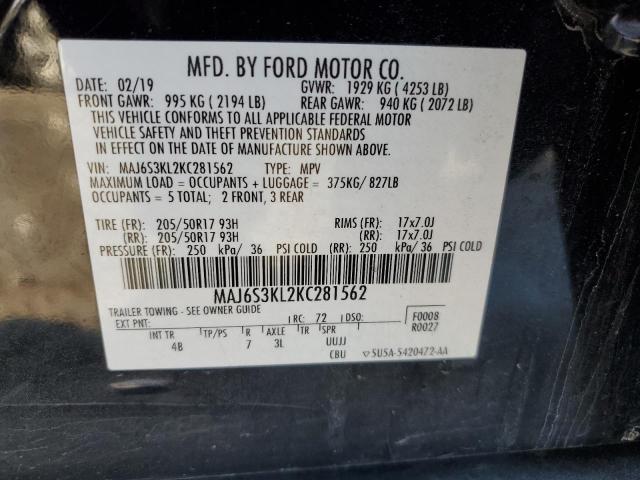 MFD. BY FORD MOTOR CO.
DATE: 02/19 GVWR: 1929 KG ( 4253 LB)
FRONT GAWR: 995 KG ( 2194 LB) REAR GAWR: 940 KG ( 2072 LB)
THIS VEHICLE CONFORMS TO ALL APPLICABLE FEDERAL MOTOR
VEHICLE SAFETY AND THEFT PREVENTION STANDARDS
IN EFFECT ON THE DATE OF MANUFACTURE SHOWN ABOVE.
VIN: MAJ6S3KL2KC281562 TYPE: MPV
MAXIMUM LOAD = OCCUPANTS + LUGGAGE = 375KG/ 827LB
OCCUPANTS = 5 TOTAL; 2 FRONT, 3 REAR
TIRE (FR): 205/50R17 93H RIMS (FR): 17x7.0J
(RR): 205/50R17 93H (RR): 17x7.0J
PRESSURE (FR): 250 kPa/ 36 PSI COLD (RR): 250 kPa/ 36 PSI COLD
MAJ6S3KL2KC281562
TRAILER TOWING - SEE OWNER GUIDE
EXT PNT: RC: 72 DSO: F0008
R0027
INT TR TP/PS R AXLE TR SPR
4B 7 3L UUJJ
CBU 5U5A-5420472-AA